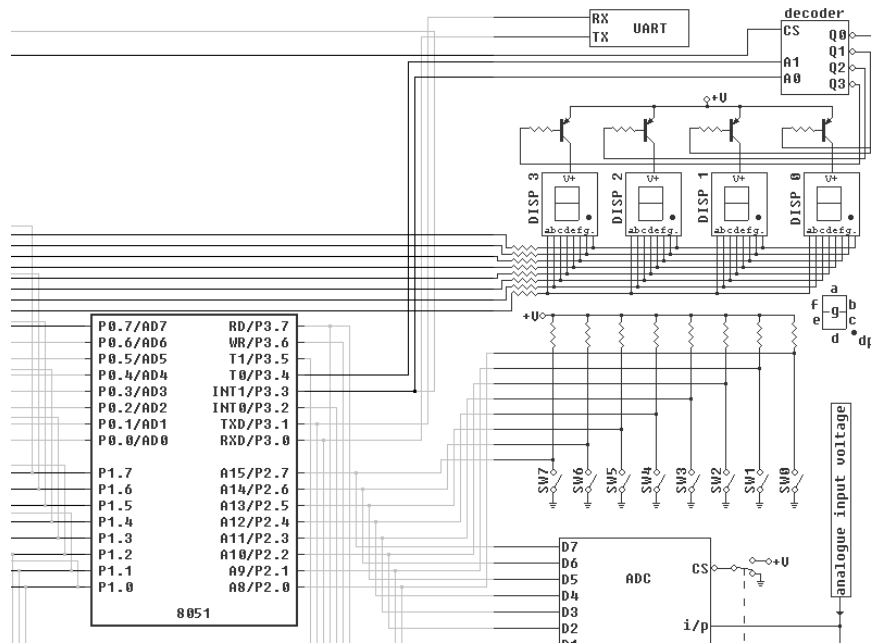 decoder
RX
TX
UART
CS
A1
A0
Q0
Q1
Q2
Q3
+V
DISP 3
V+
abcdefg.
DISP 2
V+
abcdefg.
DISP 1
V+
abcdefg.
DISP 0
V+
abcdefg.
a
f
g
b
e
c
d
dp
+V
P0.7/AD7
P0.6/AD6
P0.5/AD5
P0.4/AD4
P0.3/AD3
P0.2/AD2
P0.1/AD1
P0.0/AD0
P1.7
P1.6
P1.5
P1.4
P1.3
P1.2
P1.1
P1.0
RD/P3.7
WR/P3.6
T1/P3.5
T0/P3.4
INT1/P3.3
INT0/P3.2
TXD/P3.1
RXD/P3.0
A15/P2.7
A14/P2.6
A13/P2.5
A12/P2.4
A11/P2.3
A10/P2.2
A9/P2.1
A8/P2.0
8051
SW7
SW6
SW5
SW4
SW3
SW2
SW1
SW0
analogue input voltage
D7
D6
D5
D4
D3
D2
D1
ADC
CS
+V
i/p